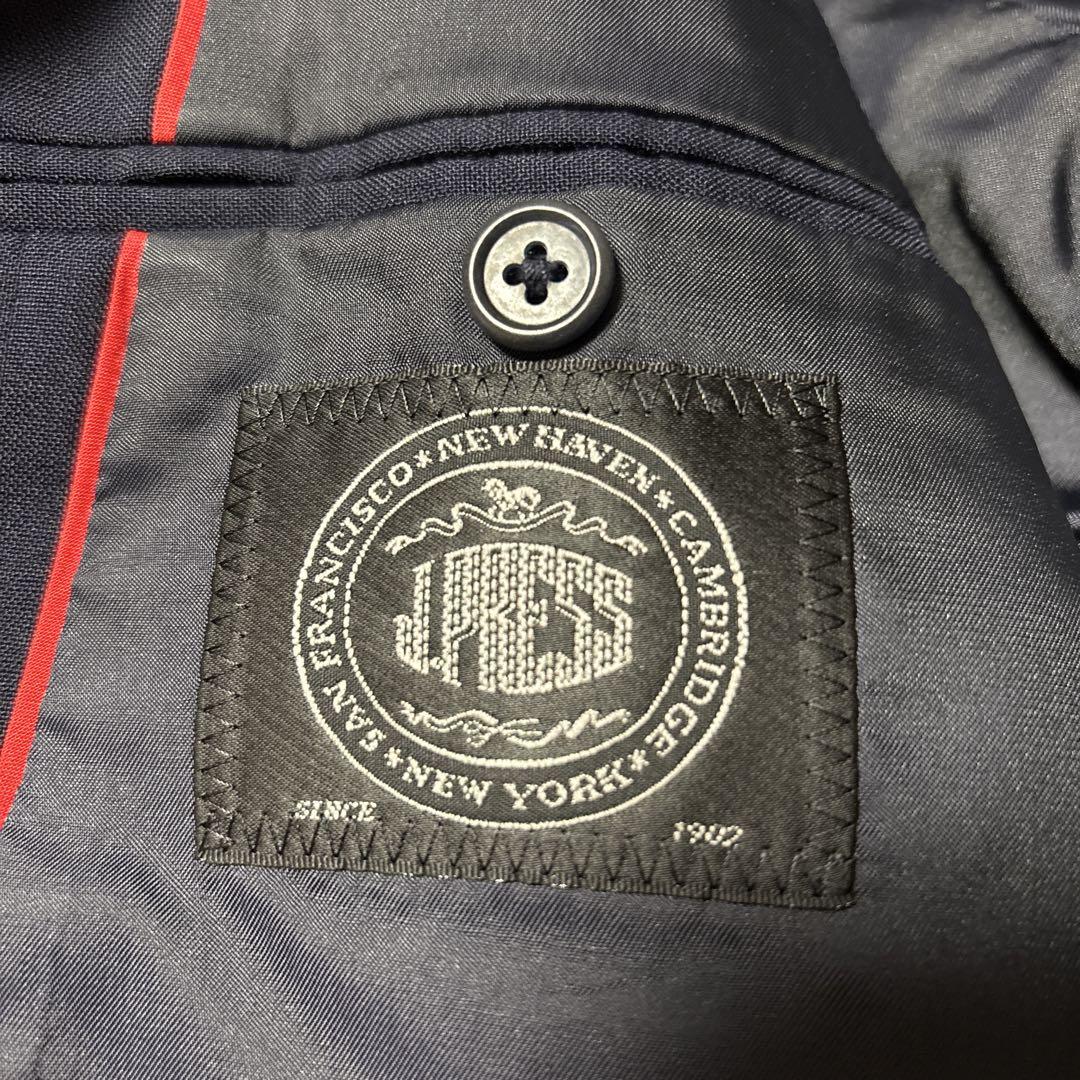 SAN FRANCISCO★NEW HAVEN★CAMBRIDGE★NEW YORK★
J.PRESS
SINCE 1902